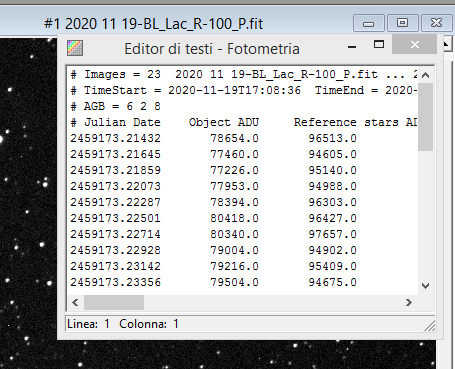 #1 2020 11 19-BL_Lac_R-100_P.fit
Editor di testi - Fotometria
# Images = 23  2020 11 19-BL_Lac_R-100_P.fit ... 2
# TimeStart = 2020-11-19T17:08:36  TimeEnd = 2020-
# AGB = 6 2 8
# Julian Date     Object ADU     Reference stars AD
2459173.21432        78654.0        96513.0
2459173.21645        77460.0        94605.0
2459173.21859        77226.0        95140.0
2459173.22073        77953.0        94988.0
2459173.22287        78394.0        96303.0
2459173.22501        80418.0        96427.0
2459173.22714        80340.0        97657.0
2459173.22928        79004.0        94902.0
2459173.23142        79216.0        95409.0
2459173.23356        79504.0        94675.0
Linea: 1  Colonna: 1